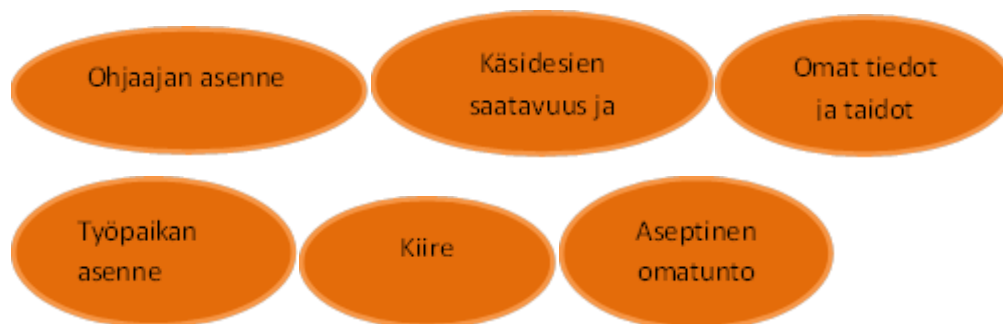 Ohjaajan asenne
Käsidesien
saatavuus ja
Omat tiedot
ja taidot
Työpaikan
asenne
Kiire
Aseptinen
omatunto